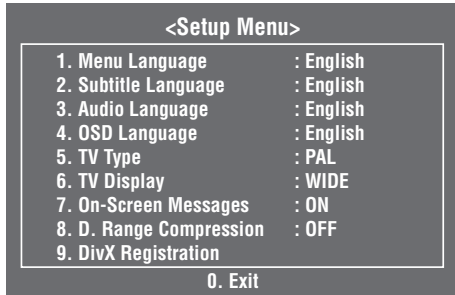 <Setup Menu>
1. Menu Language : English
2. Subtitle Language : English
3. Audio Language : English
4. OSD Language : English
5. TV Type : PAL
6. TV Display : WIDE
7. On-Screen Messages : ON
8. D. Range Compression : OFF
9. DivX Registration
0. Exit